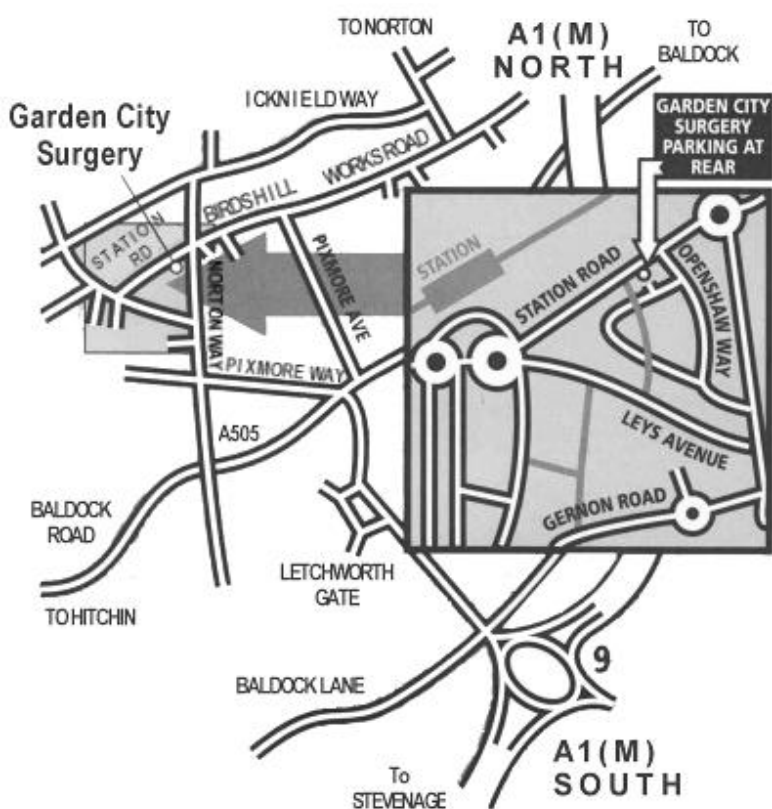 TO NORTON
A1(M)
NORTH
TO
BALDOCK
ICKNIELD WAY
Garden City
Surgery
GARDEN CITY
SURGERY
PARKING AT
REAR
WORKS ROAD
BIRDSHILL
STATION
RD
STATION
STATION ROAD
OPENSHAW WAY
NORTON WAY
PIXMORE AVE
PIXMORE WAY
LEYS AVENUE
A505
GERNON ROAD
BALDOCK
ROAD
LETCHWORTH
GATE
TO HITCHIN
9
BALDOCK LANE
A1(M)
SOUTH
To
STEVENAGE